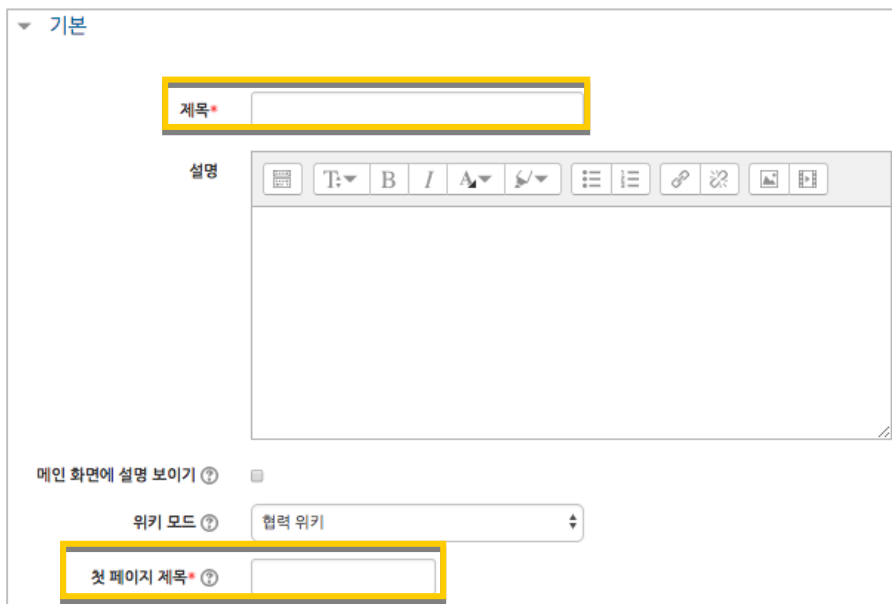 기본
제목*
설명
T B I A
메인 화면에 설명 보이기 ?
위키 모드 ? 협력 위키
첫 페이지 제목* ?